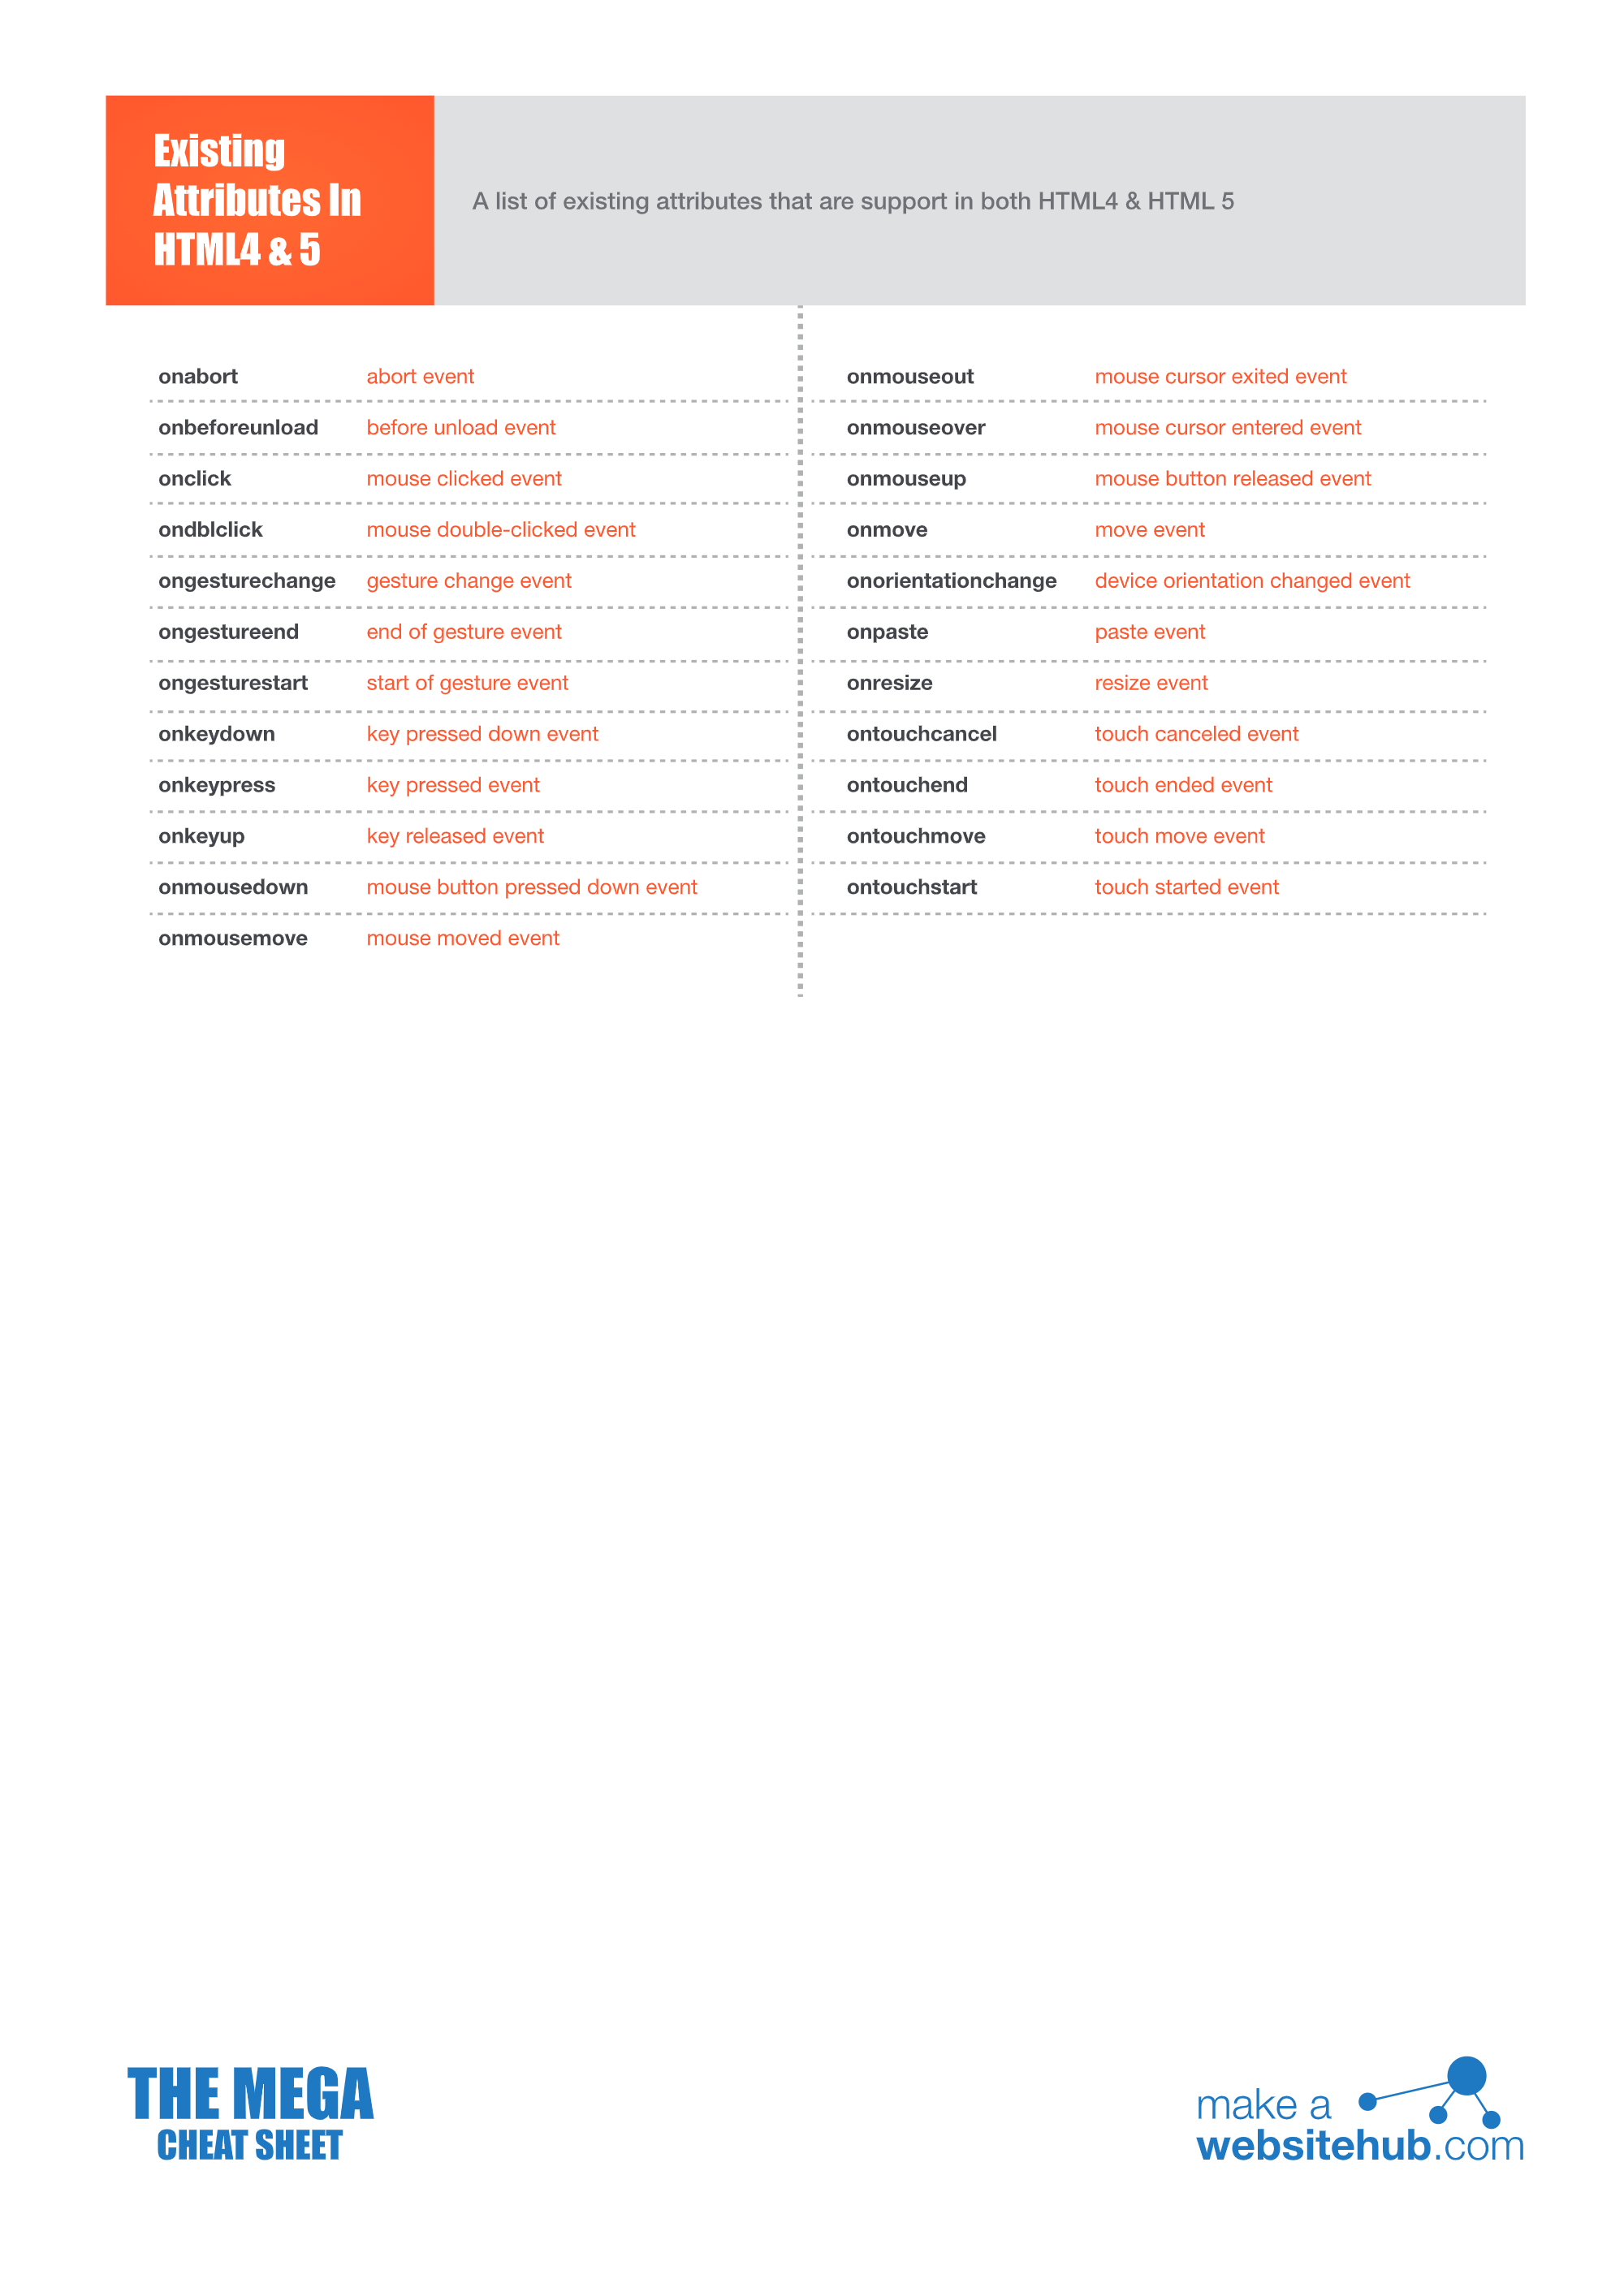 Existing
Attributes In
HTML4 & 5
A list of existing attributes that are support in both HTML4 & HTML 5
onabort abort event
onbeforeunload before unload event
onclick mouse clicked event
ondblclick mouse double-clicked event
ongesturechange gesture change event
ongestureend end of gesture event
ongesturestart start of gesture event
onkeydown key pressed down event
onkeypress key pressed event
onkeyup key released event
onmousedown mouse button pressed down event
onmousemove mouse moved event
onmouseout mouse cursor exited event
onmouseover mouse cursor entered event
onmouseup mouse button released event
onmove move event
onorientationchange device orientation changed event
onpaste paste event
onresize resize event
ontouchcancel touch canceled event
ontouchend touch ended event
ontouchmove touch move event
ontouchstart touch started event
THE MEGA
CHEAT SHEET
make a
websitehub.com